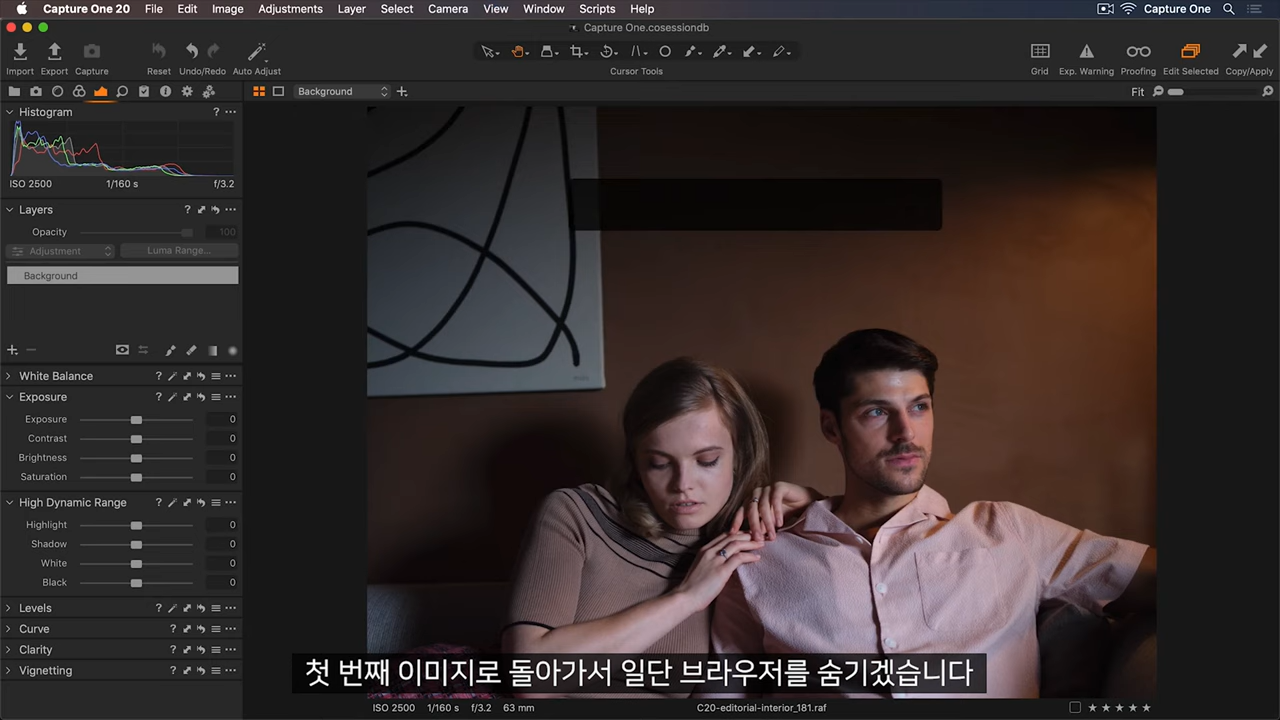 Capture One 20 File Edit Image Adjustments Layer Select Camera View Window Scripts Help Capture One
Capture One.cosessiondb
Import Export Capture Reset Undo/Redo Auto Adjust Cursor Tools Grid Exp. Warning Proofing Edit Selected Copy/Apply
Background Fit
Histogram
ISO 2500 1/160 s f/3.2
Layers
Opacity 100
Adjustment Luma Range...
Background
White Balance
Exposure
Exposure 0
Contrast 0
Brightness 0
Saturation 0
High Dynamic Range
Highlight 0
Shadow 0
White 0
Black 0
Levels
Curve
Clarity
Vignetting
첫 번째 이미지로 돌아가서 일단 브라우저를 숨기겠습니다
ISO 2500 1/160 s f/3.2 63 mm C20-editorial-interior_181.raf